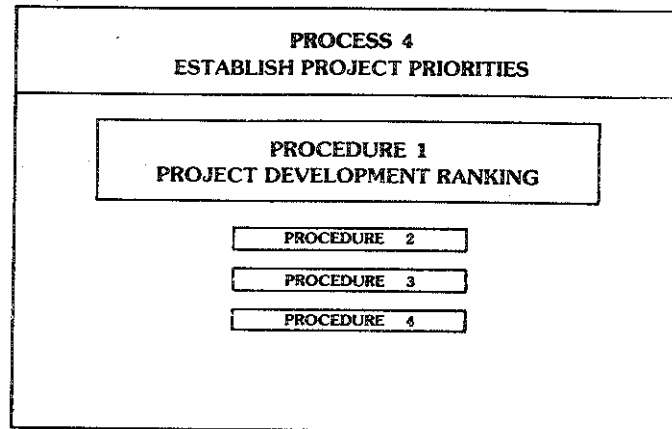 PROCESS 4
ESTABLISH PROJECT PRIORITIES
PROCEDURE 1
PROJECT DEVELOPMENT RANKING
PROCEDURE 2
PROCEDURE 3
PROCEDURE 4